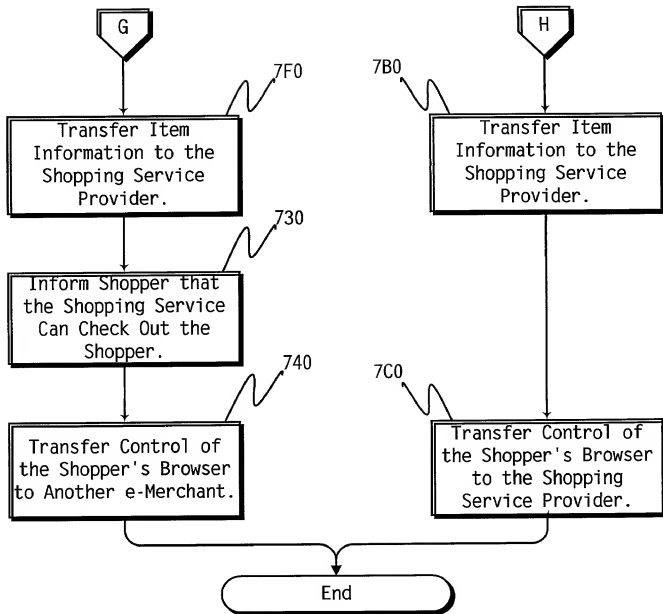 G
H
7F0
7B0
Transfer Item
Information to the
Shopping Service
Provider.
Transfer Item
Information to the
Shopping Service
Provider.
730
Inform Shopper that
the Shopping Service
Can Check Out the
Shopper.
740
7C0
Transfer Control of
the Shopper's Browser
to Another e-Merchant.
Transfer Control of
the Shopper's Browser
to the Shopping
Service Provider.
End